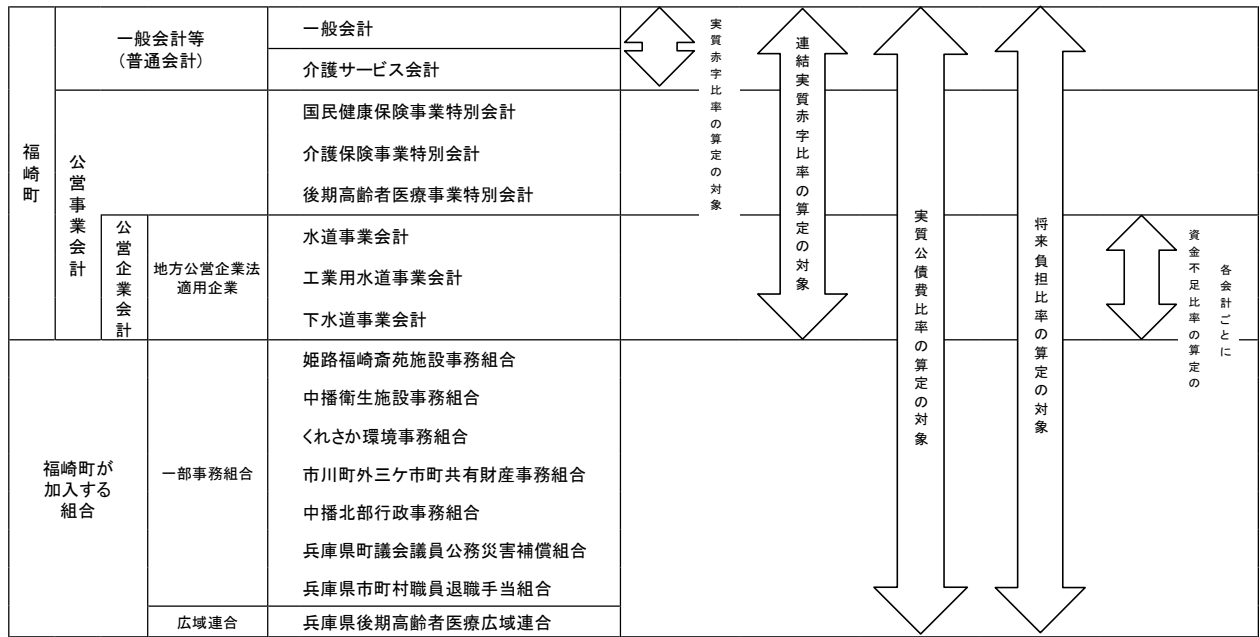 福崎町
一般会計等
（普通会計）
一般会計
介護サービス会計
公営事業会計
国民健康保険事業特別会計
介護保険事業特別会計
後期高齢者医療事業特別会計
公営企業会計
地方公営企業法
適用企業
水道事業会計
工業用水道事業会計
下水道事業会計
福崎町が
加入する
組合
一部事務組合
姫路福崎斎苑施設事務組合
中播衛生施設事務組合
くれさか環境事務組合
市川町外三ケ市町共有財産事務組合
中播北部行政事務組合
兵庫県町議会議員公務災害補償組合
兵庫県市町村職員退職手当組合
広域連合
兵庫県後期高齢者医療広域連合
実質赤字比率の算定の対象
連結実質赤字比率の算定の対象
実質公債費比率の算定の対象
将来負担比率の算定の対象
各会計ごとに
資金不足比率の算定の